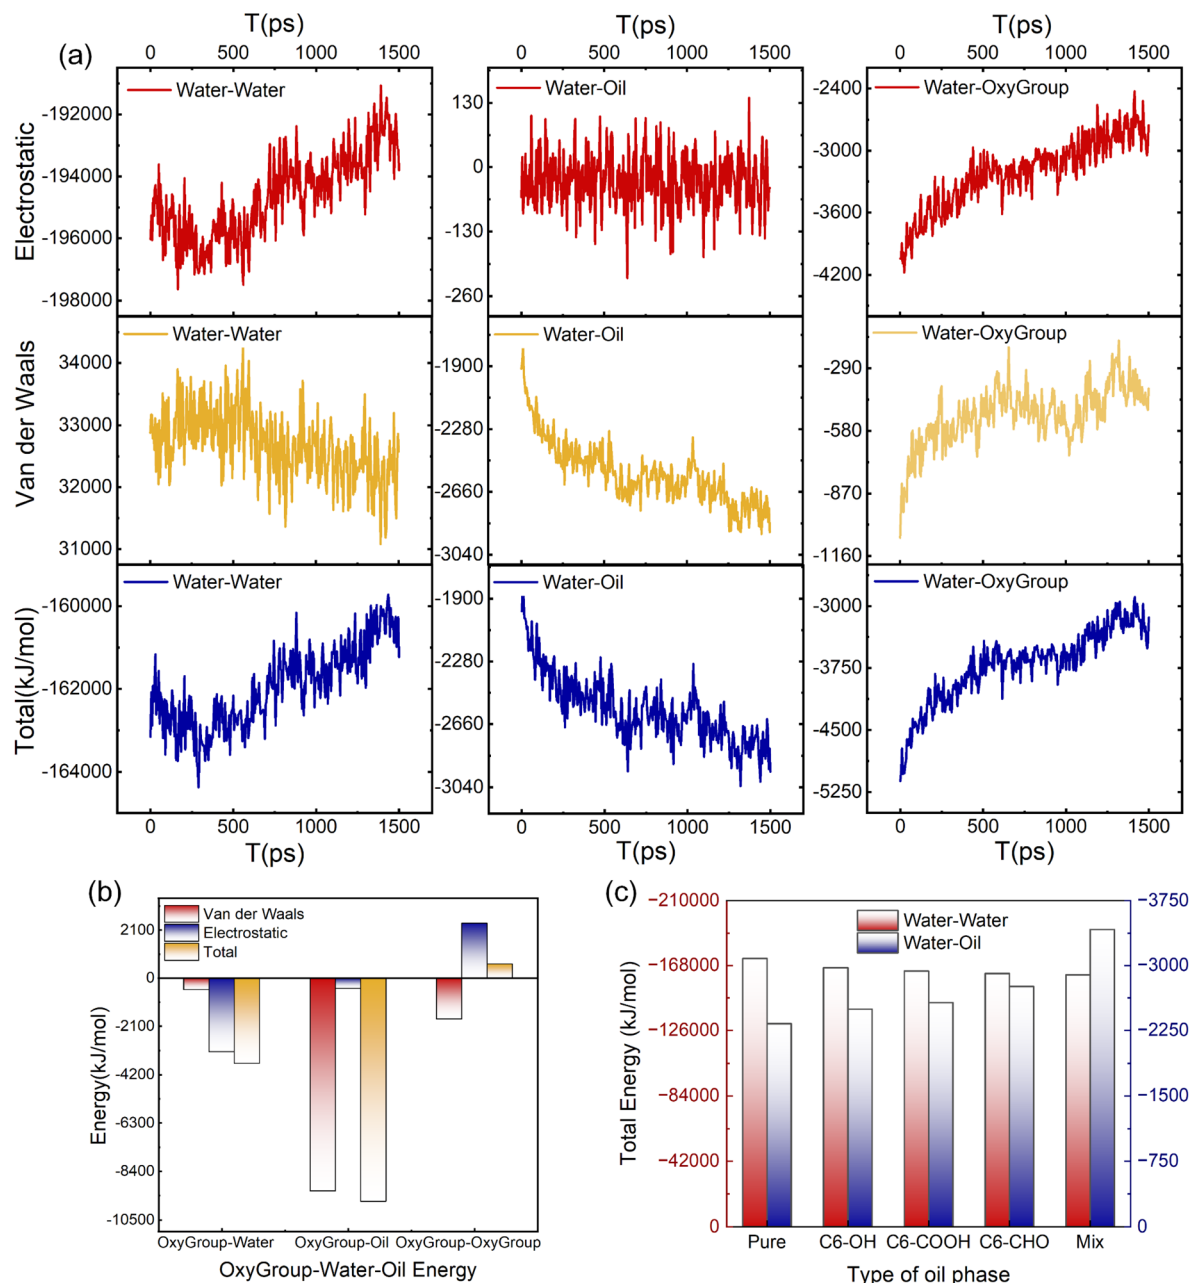 T(ps)
T(ps)
T(ps)
0 500 1000 1500
0 500 1000 1500
0 500 1000 1500
(a)
Electrostatic
Water-Water
-192000
-194000
-196000
-198000
Water-Oil
130
0
-130
-260
Water-OxyGroup
-2400
-3000
-3600
-4200
Van der Waals
Water-Water
34000
33000
32000
31000
Water-Oil
-1900
-2280
-2660
-3040
Water-OxyGroup
-290
-580
-870
-1160
Total(kJ/mol)
Water-Water
-160000
-162000
-164000
Water-Oil
-1900
-2280
-2660
-3040
Water-OxyGroup
-3000
-3750
-4500
-5250
0 500 1000 1500
0 500 1000 1500
0 500 1000 1500
T(ps)
T(ps)
T(ps)
(b)
Energy(kJ/mol)
Van der Waals
Electrostatic
Total
2100
0
-2100
-4200
-6300
-8400
-10500
OxyGroup-Water OxyGroup-Oil OxyGroup-OxyGroup
OxyGroup-Water-Oil Energy
(c)
Total Energy (kJ/mol)
Water-Water
Water-Oil
−210000
−168000
−126000
−84000
−42000
0
−3750
−3000
−2250
−1500
−750
0
Pure C6-OH C6-COOH C6-CHO Mix
Type of oil phase